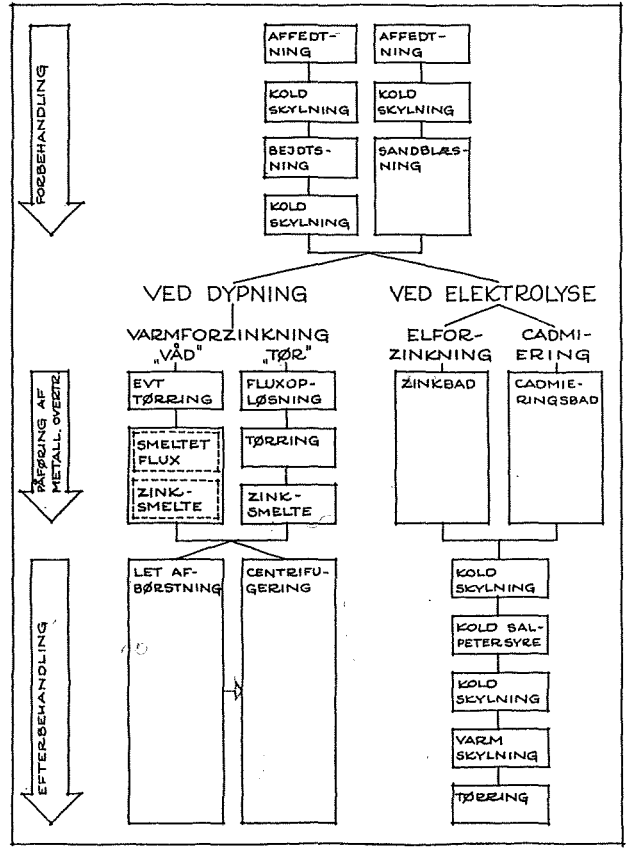 FORBEHANDLING
AFFEDT-
NING
KOLD
SKYLNING
BEJDTS-
NING
KOLD
SKYLNING
AFFEDT-
NING
KOLD
SKYLNING
SANDBLÆS-
NING
VED DYPNING
VED ELEKTROLYSE
PÅFØRING AF
METALL. OVERTR.
VARMFORZINKNING
„VÅD"
„TØR"
EVT
TØRRING
SMELTET
FLUX
ZINK-
SMELTE
FLUXOP-
LØSNING
TØRRING
ZINK-
SMELTE
ELFOR-
ZINKNING
ZINKBAD
CADMI-
ERING
CADMIE-
RINGSBAD
EFTERBEHANDLING
LET AF-
BØRSTNING
CENTRIFU-
GERING
KOLD
SKYLNING
KOLD SAL-
PETERSYRE
KOLD
SKYLNING
VARM
SKYLNING
TØRRING